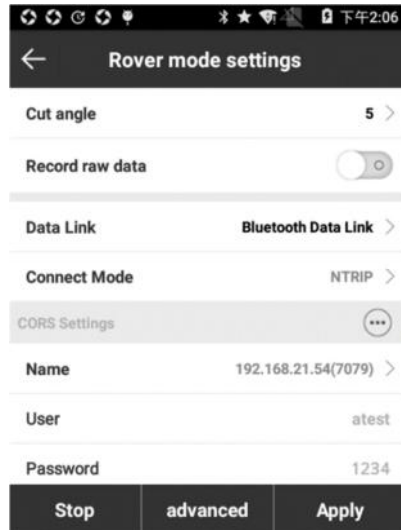 下午2:06
Rover mode settings
Cut angle 5
Record raw data
Data Link Bluetooth Data Link
Connect Mode NTRIP
CORS Settings
Name 192.168.21.54(7079)
User atest
Password 1234
Stop advanced Apply